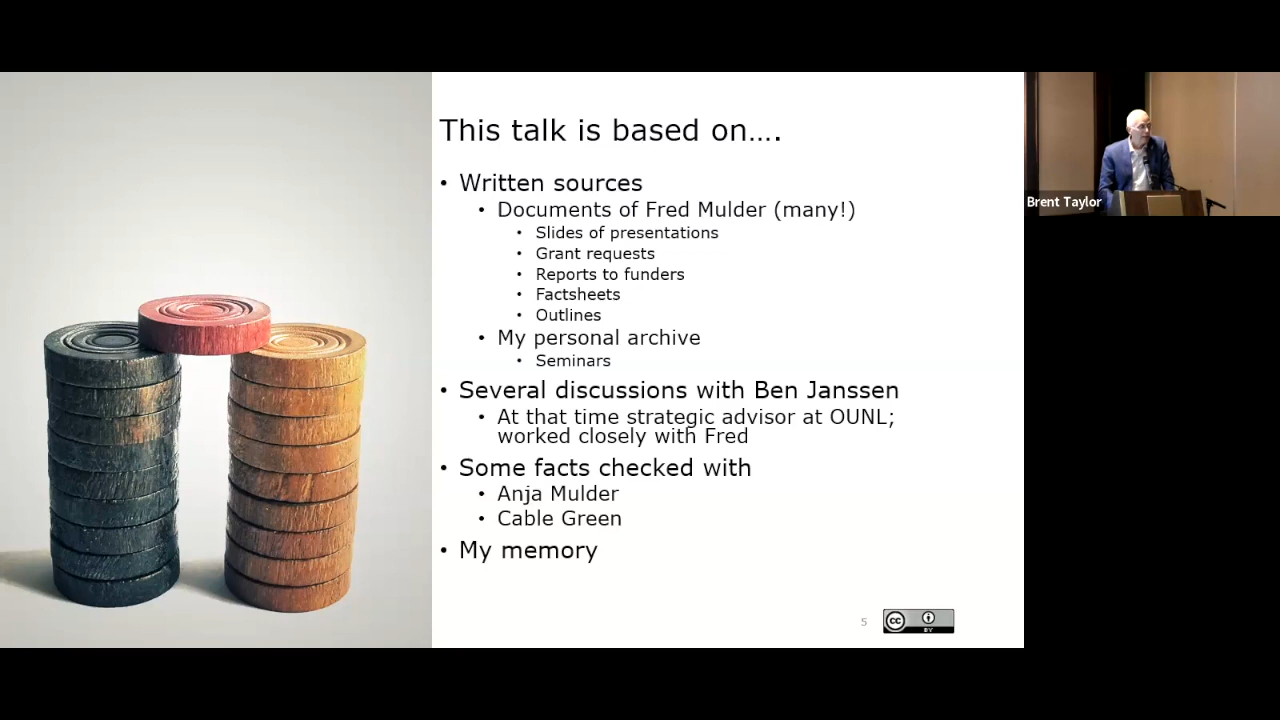 This talk is based on….
• Written sources
• Documents of Fred Mulder (many!)
• Slides of presentations
• Grant requests
• Reports to funders
• Factsheets
• Outlines
• My personal archive
• Seminars
• Several discussions with Ben Janssen
• At that time strategic advisor at OUNL;
worked closely with Fred
• Some facts checked with
• Anja Mulder
• Cable Green
• My memory
5
cc
BY
Brent Taylor